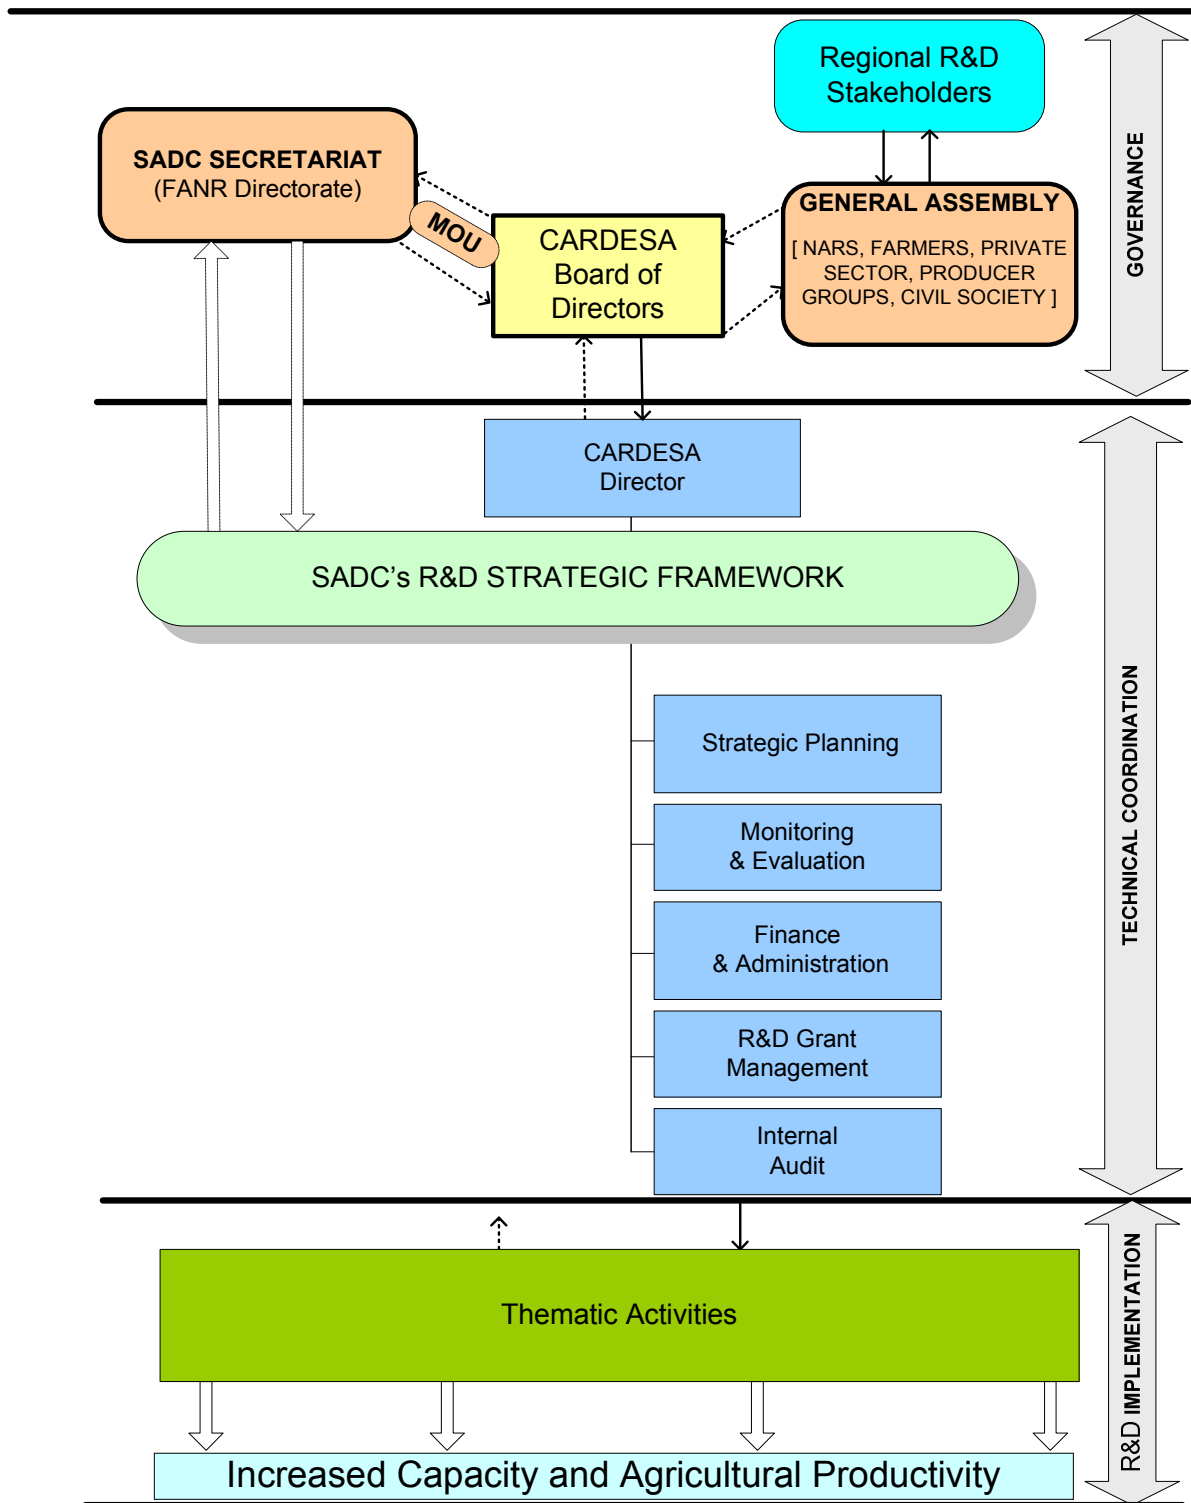 Regional R&D
Stakeholders
SADC SECRETARIAT
(FANR Directorate)
MOU
CARDESA
Board of
Directors
GENERAL ASSEMBLY
[ NARS, FARMERS, PRIVATE
SECTOR, PRODUCER
GROUPS, CIVIL SOCIETY ]
GOVERNANCE
CARDESA
Director
SADC's R&D STRATEGIC FRAMEWORK
Strategic Planning
Monitoring
& Evaluation
Finance
& Administration
R&D Grant
Management
Internal
Audit
TECHNICAL COORDINATION
Thematic Activities
Increased Capacity and Agricultural Productivity
R&D IMPLEMENTATION